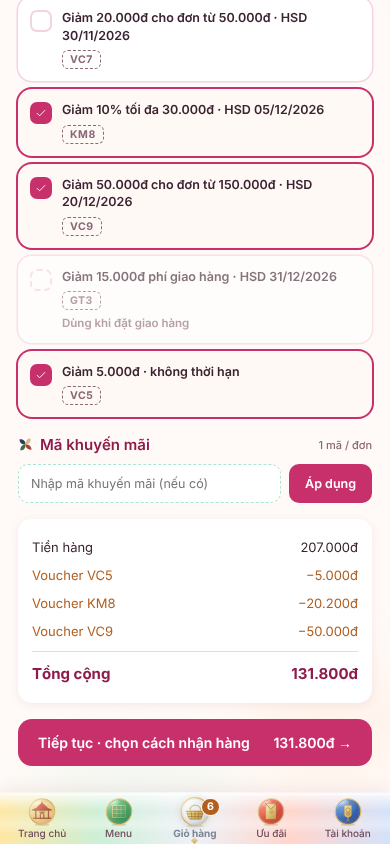 Giảm 20.000đ cho đơn từ 50.000đ · HSD
30/11/2026
VC7
Giảm 10% tối đa 30.000đ · HSD 05/12/2026
KM8
Giảm 50.000đ cho đơn từ 150.000đ · HSD
20/12/2026
VC9
Giảm 15.000đ phí giao hàng · HSD 31/12/2026
GT3
Dùng khi đặt giao hàng
Giảm 5.000đ · không thời hạn
VC5
Mã khuyến mãi 1 mã / đơn
Nhập mã khuyến mãi (nếu có) Áp dụng
Tiền hàng 207.000đ
Voucher VC5 −5.000đ
Voucher KM8 −20.200đ
Voucher VC9 −50.000đ
Tổng cộng 131.800đ
Tiếp tục · chọn cách nhận hàng 131.800đ →
6
Trang chủ Menu Giỏ hàng Ưu đãi Tài khoản